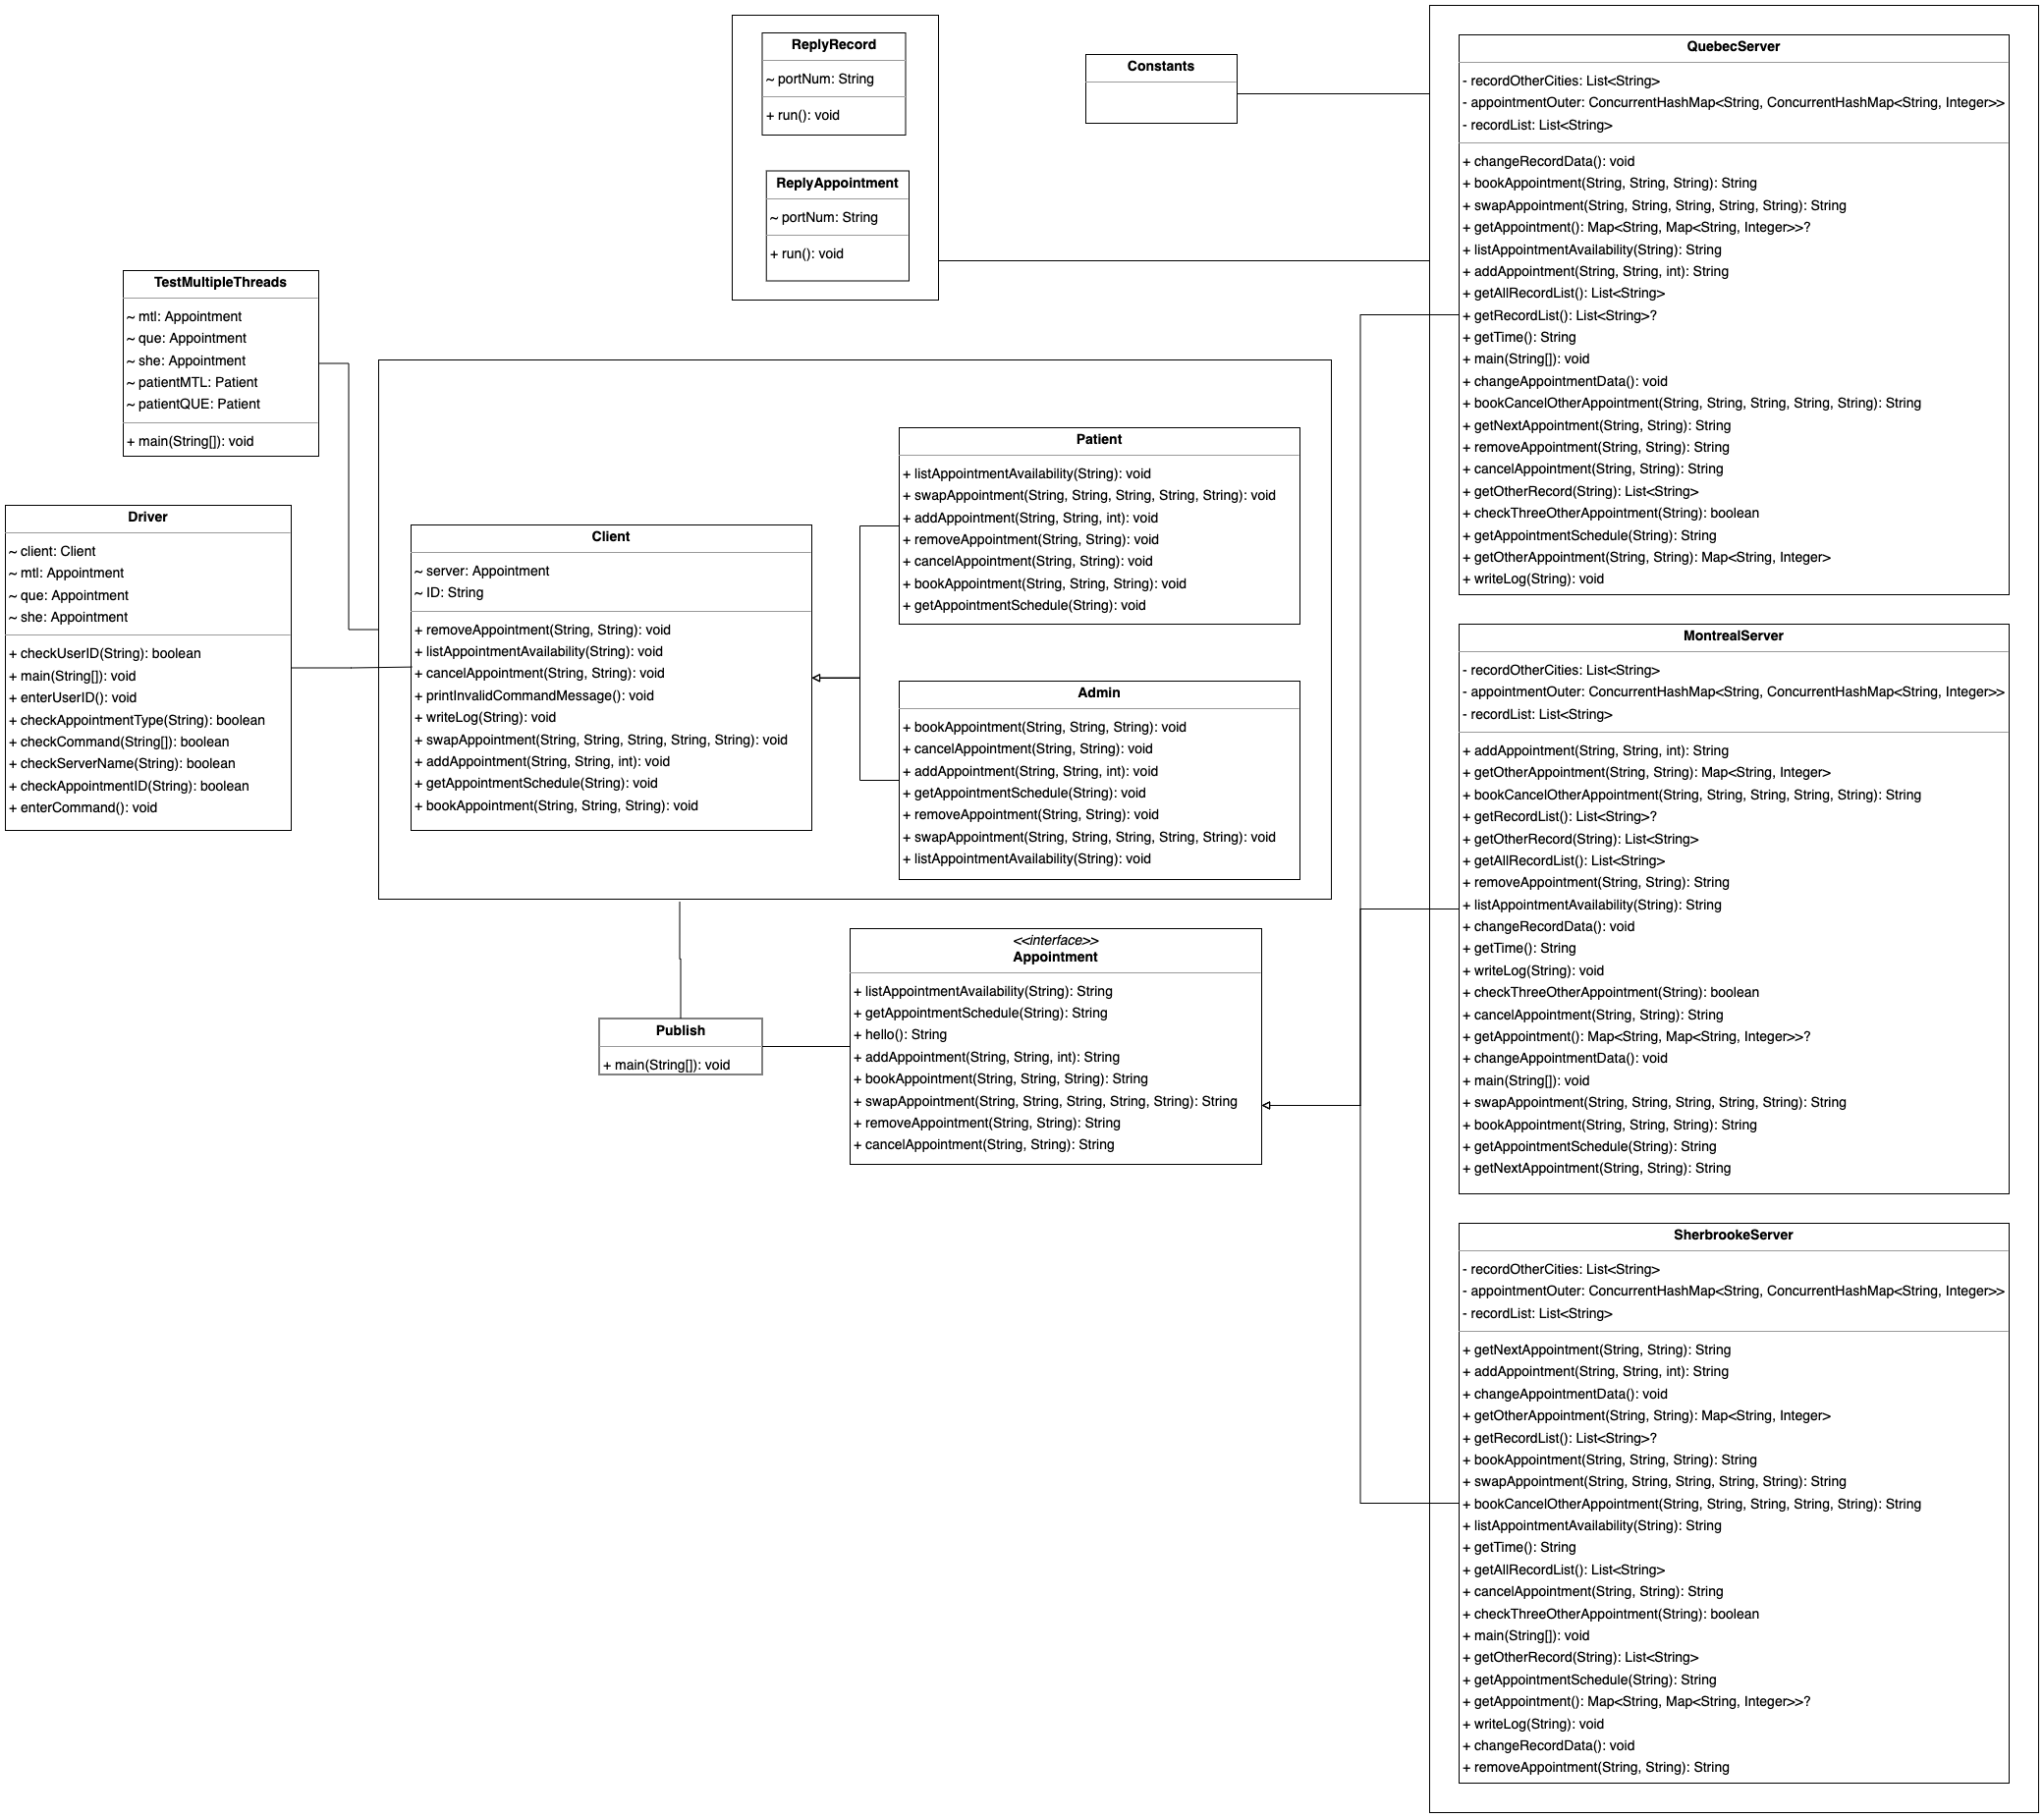 ReplyRecord
~ portNum: String
+ run(): void
ReplyAppointment
~ portNum: String
+ run(): void
Constants
QuebecServer
- recordOtherCities: List<String>
- appointmentOuter: ConcurrentHashMap<String, ConcurrentHashMap<String, Integer>>
- recordList: List<String>
+ changeRecordData(): void
+ bookAppointment(String, String, String): String
+ swapAppointment(String, String, String, String, String): String
+ getAppointment(): Map<String, Map<String, Integer>>?
+ listAppointmentAvailability(String): String
+ addAppointment(String, String, int): String
+ getAllRecordList(): List<String>
+ getRecordList(): List<String>?
+ getTime(): String
+ main(String[]): void
+ changeAppointmentData(): void
+ bookCancelOtherAppointment(String, String, String, String, String): String
+ getNextAppointment(String, String): String
+ removeAppointment(String, String): String
+ cancelAppointment(String, String): String
+ getOtherRecord(String): List<String>
+ checkThreeOtherAppointment(String): boolean
+ getAppointmentSchedule(String): String
+ getOtherAppointment(String, String): Map<String, Integer>
+ writeLog(String): void
TestMultipleThreads
~ mtl: Appointment
~ que: Appointment
~ she: Appointment
~ patientMTL: Patient
~ patientQUE: Patient
+ main(String[]): void
Driver
~ client: Client
~ mtl: Appointment
~ que: Appointment
~ she: Appointment
+ checkUserID(String): boolean
+ main(String[]): void
+ enterUserID(): void
+ checkAppointmentType(String): boolean
+ checkCommand(String[]): boolean
+ checkServerName(String): boolean
+ checkAppointmentID(String): boolean
+ enterCommand(): void
Client
~ server: Appointment
~ ID: String
+ removeAppointment(String, String): void
+ listAppointmentAvailability(String): void
+ cancelAppointment(String, String): void
+ printInvalidCommandMessage(): void
+ writeLog(String): void
+ swapAppointment(String, String, String, String, String): void
+ addAppointment(String, String, int): void
+ getAppointmentSchedule(String): void
+ bookAppointment(String, String, String): void
Patient
+ listAppointmentAvailability(String): void
+ swapAppointment(String, String, String, String, String): void
+ addAppointment(String, String, int): void
+ removeAppointment(String, String): void
+ cancelAppointment(String, String): void
+ bookAppointment(String, String, String): void
+ getAppointmentSchedule(String): void
Admin
+ bookAppointment(String, String, String): void
+ cancelAppointment(String, String): void
+ addAppointment(String, String, int): void
+ getAppointmentSchedule(String): void
+ removeAppointment(String, String): void
+ swapAppointment(String, String, String, String, String): void
+ listAppointmentAvailability(String): void
MontrealServer
- recordOtherCities: List<String>
- appointmentOuter: ConcurrentHashMap<String, ConcurrentHashMap<String, Integer>>
- recordList: List<String>
+ addAppointment(String, String, int): String
+ getOtherAppointment(String, String): Map<String, Integer>
+ bookCancelOtherAppointment(String, String, String, String, String): String
+ getRecordList(): List<String>?
+ getOtherRecord(String): List<String>
+ getAllRecordList(): List<String>
+ removeAppointment(String, String): String
+ listAppointmentAvailability(String): String
+ changeRecordData(): void
+ getTime(): String
+ writeLog(String): void
+ checkThreeOtherAppointment(String): boolean
+ cancelAppointment(String, String): String
+ getAppointment(): Map<String, Map<String, Integer>>?
+ changeAppointmentData(): void
+ main(String[]): void
+ swapAppointment(String, String, String, String, String): String
+ bookAppointment(String, String, String): String
+ getAppointmentSchedule(String): String
+ getNextAppointment(String, String): String
Publish
+ main(String[]): void
<<interface>>
Appointment
+ listAppointmentAvailability(String): String
+ getAppointmentSchedule(String): String
+ hello(): String
+ addAppointment(String, String, int): String
+ bookAppointment(String, String, String): String
+ swapAppointment(String, String, String, String, String): String
+ removeAppointment(String, String): String
+ cancelAppointment(String, String): String
SherbrookeServer
- recordOtherCities: List<String>
- appointmentOuter: ConcurrentHashMap<String, ConcurrentHashMap<String, Integer>>
- recordList: List<String>
+ getNextAppointment(String, String): String
+ addAppointment(String, String, int): String
+ changeAppointmentData(): void
+ getOtherAppointment(String, String): Map<String, Integer>
+ getRecordList(): List<String>?
+ bookAppointment(String, String, String): String
+ swapAppointment(String, String, String, String, String): String
+ bookCancelOtherAppointment(String, String, String, String, String): String
+ listAppointmentAvailability(String): String
+ getTime(): String
+ getAllRecordList(): List<String>
+ cancelAppointment(String, String): String
+ checkThreeOtherAppointment(String): boolean
+ main(String[]): void
+ getOtherRecord(String): List<String>
+ getAppointmentSchedule(String): String
+ getAppointment(): Map<String, Map<String, Integer>>?
+ writeLog(String): void
+ changeRecordData(): void
+ removeAppointment(String, String): String